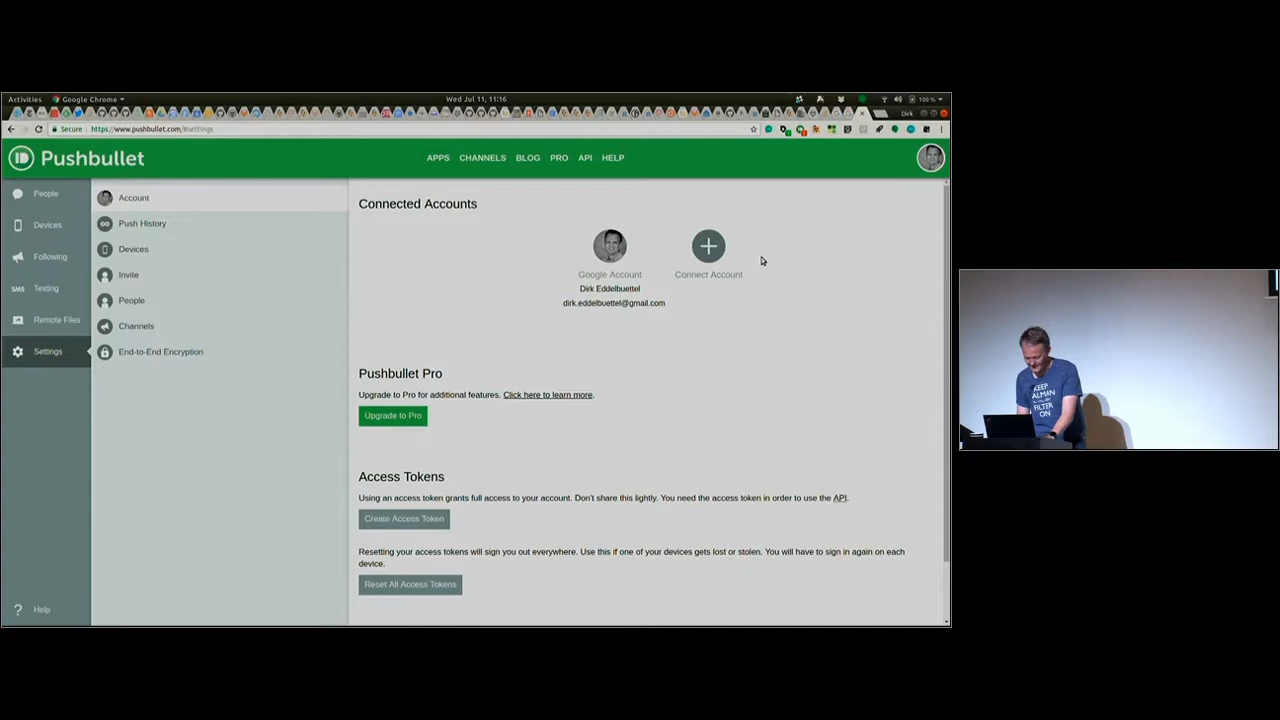 Activities
Google Chrome
Wed Jul 11, 11:16
100 %
Dirk
Secure
https://www.pushbullet.com/#settings
Pushbullet
APPS
CHANNELS
BLOG
PRO
API
HELP
People
Devices
Following
SMS
Texting
Remote Files
Settings
Help
Account
Push History
Devices
Invite
People
Channels
End-to-End Encryption
Connected Accounts
Google Account
Connect Account
Dirk Eddelbuettel
dirk.eddelbuettel@gmail.com
Pushbullet Pro
Upgrade to Pro for additional features. Click here to learn more.
Upgrade to Pro
Access Tokens
Using an access token grants full access to your account. Don't share this lightly. You need the access token in order to use the API.
Create Access Token
Resetting your access tokens will sign you out everywhere. Use this if one of your devices gets lost or stolen. You will have to sign in again on each
device.
Reset All Access Tokens
KEEP
ALMAN
FILTER
ON